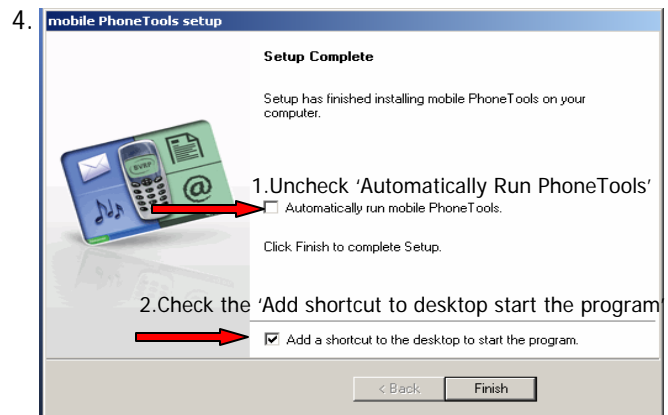 4.
mobile PhoneTools setup
Setup Complete
Setup has finished installing mobile PhoneTools on your
computer.
BVRP
@
1.Uncheck 'Automatically Run PhoneTools'
Automatically run mobile PhoneTools.
Click Finish to complete Setup.
2.Check the 'Add shortcut to desktop start the program'
Add a shortcut to the desktop to start the program.
< Back
Finish